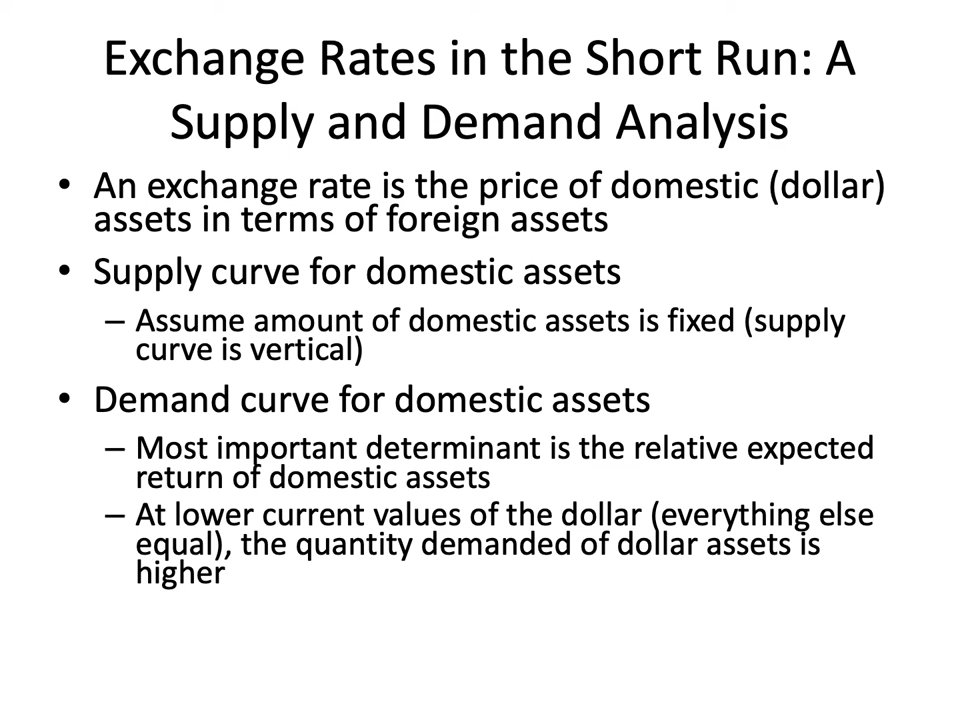 Exchange Rates in the Short Run: A
Supply and Demand Analysis
• An exchange rate is the price of domestic (dollar)
assets in terms of foreign assets
• Supply curve for domestic assets
– Assume amount of domestic assets is fixed (supply
curve is vertical)
• Demand curve for domestic assets
– Most important determinant is the relative expected
return of domestic assets
– At lower current values of the dollar (everything else
equal), the quantity demanded of dollar assets is
higher